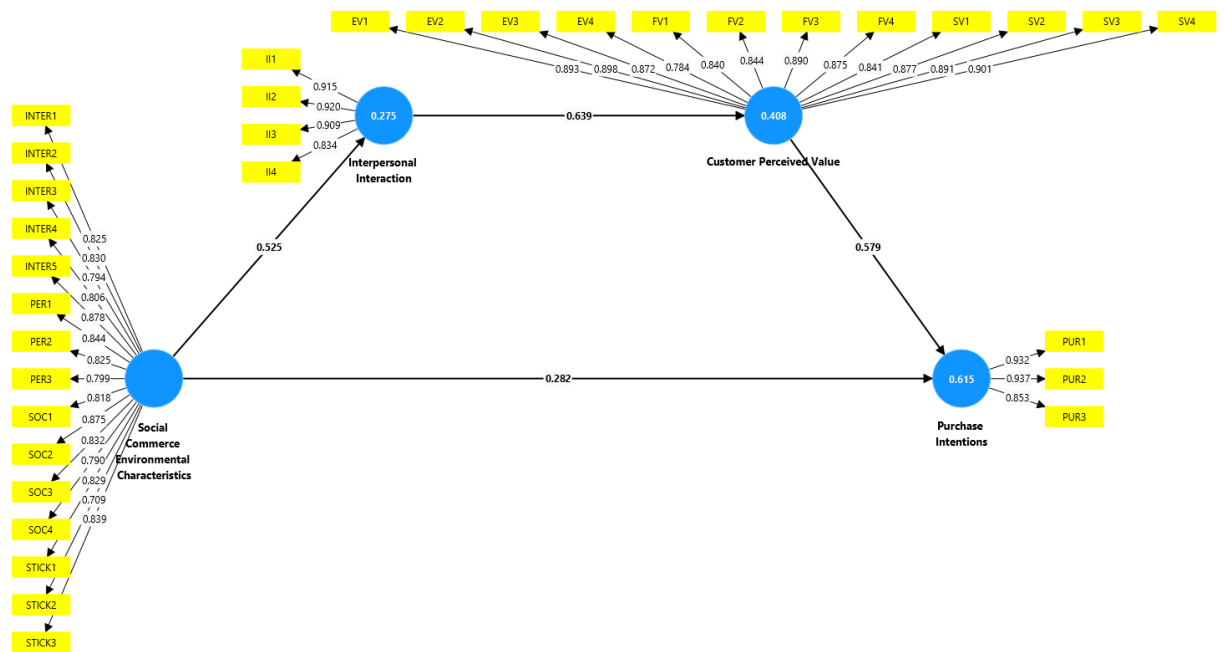 EV1
EV2
EV3
EV4
FV1
FV2
FV3
FV4
SV1
SV2
SV3
SV4
0.893
0.898
0.872
0.784
0.840
0.844
0.890
0.875
0.841
0.877
0.891
0.901
II1
II2
II3
II4
0.915
0.920
0.909
0.834
0.275
Interpersonal
Interaction
0.639
0.408
Customer Perceived Value
INTER1
INTER2
INTER3
INTER4
INTER5
PER1
PER2
PER3
SOC1
SOC2
SOC3
SOC4
STICK1
STICK2
STICK3
0.825
0.830
0.794
0.806
0.878
0.844
0.825
0.799
0.818
0.875
0.832
0.790
0.829
0.709
0.839
0.525
0.579
Social
Commerce
Environmental
Characteristics
0.282
0.615
Purchase
Intentions
0.932
0.937
0.853
PUR1
PUR2
PUR3